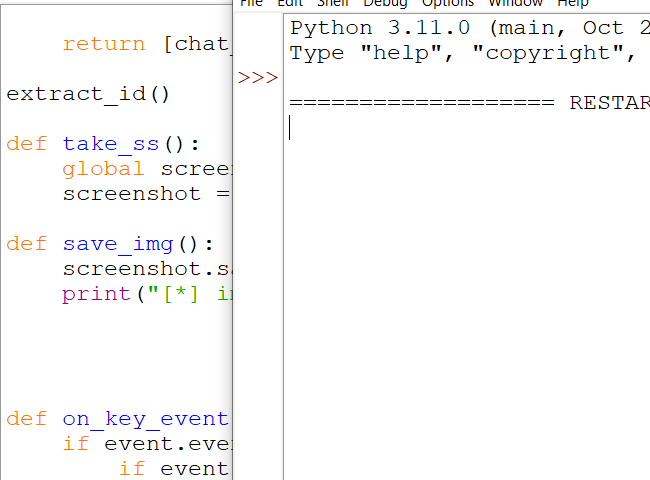 return [chat_
extract_id()
def take_ss():
global scree
screenshot =
def save_img():
screenshot.s
print("[*] i
def on_key_event
if event.eve
if event
File Edit Shell Debug Options Window Help
Python 3.11.0 (main, Oct 2
Type "help", "copyright",
>>>
=================== RESTAR